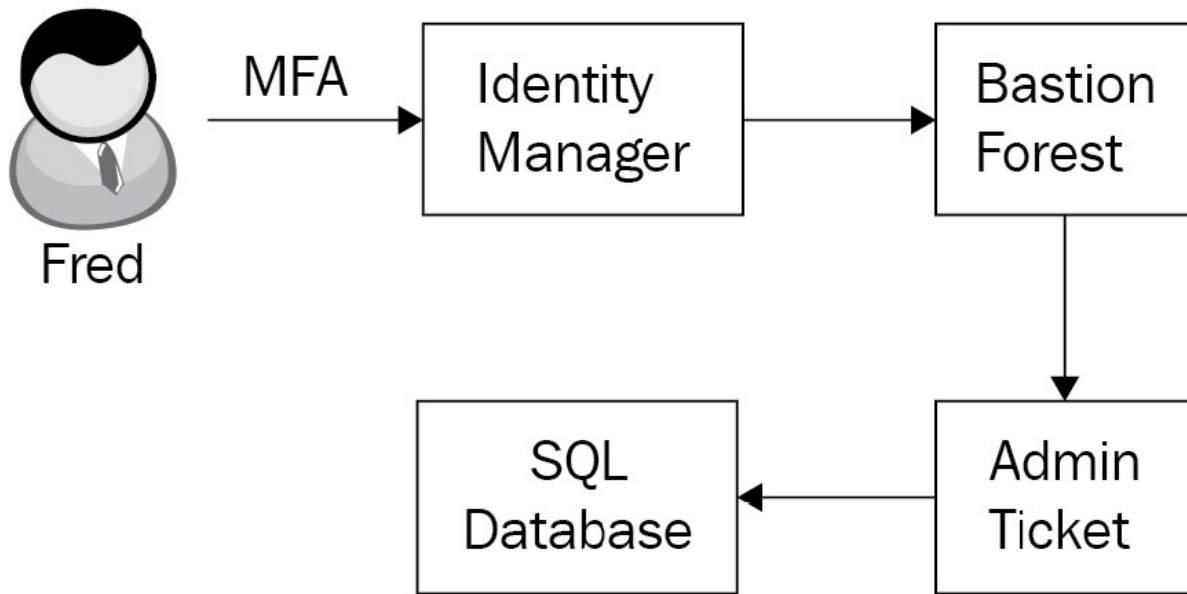 MFA
Identity
Manager
Bastion
Forest
Fred
SQL
Database
Admin
Ticket